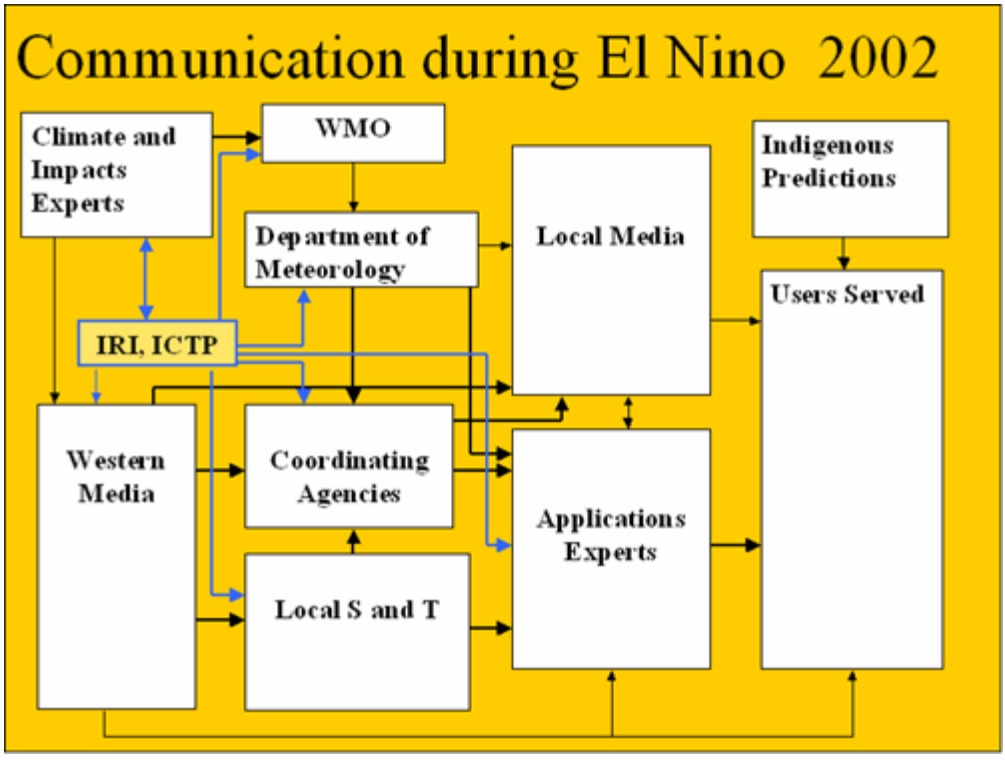 Communication during El Nino 2002
Climate and
Impacts
Experts
WMO
Indigenous
Predictions
Department of
Meteorology
Local Media
Users Served
IRI, ICTP
Western
Media
Coordinating
Agencies
Applications
Experts
Local S and T